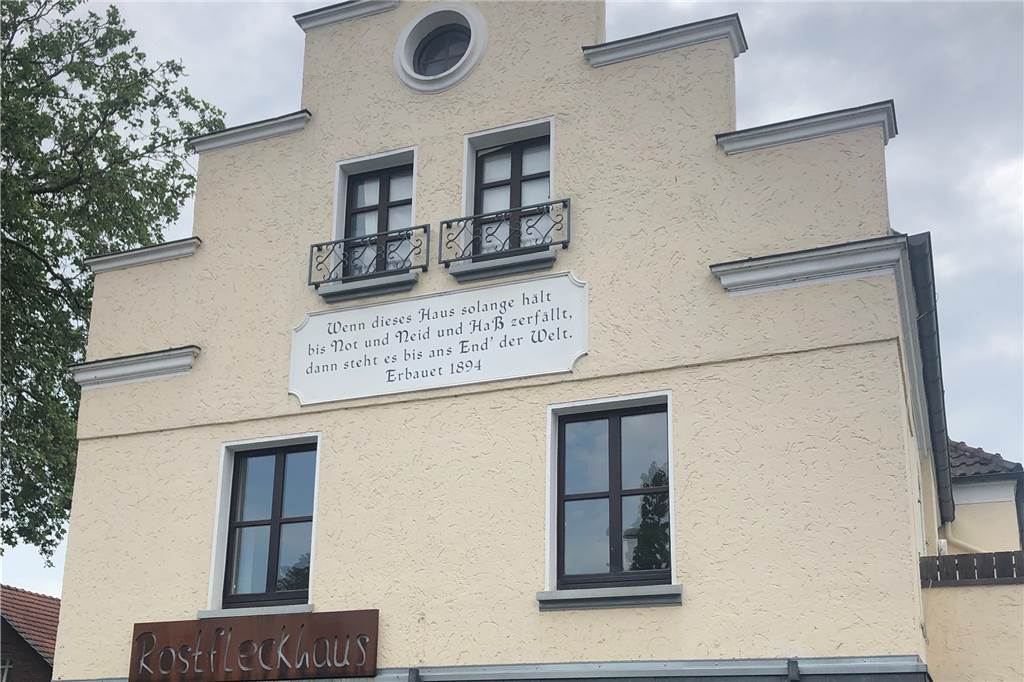 Wenn dieses Haus solange hält
bis Not und Neid und Haß zerfällt,
dann steht es bis ans End' der Welt.
Erbauet 1894
Rostfleckhaus